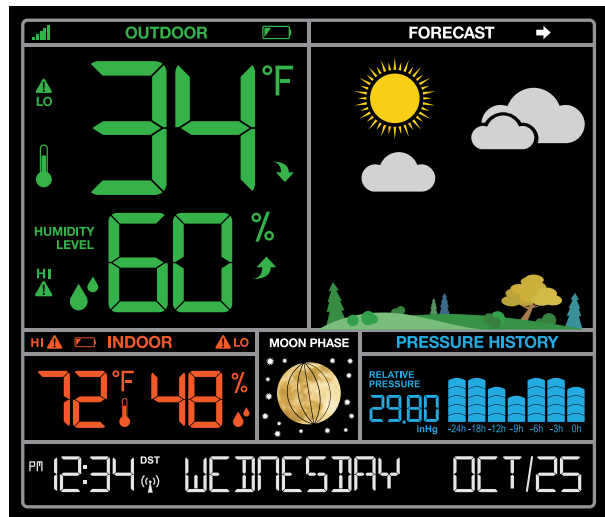 OUTDOOR
FORECAST
LO
34°F
HUMIDITY
LEVEL
60%
HI
HI INDOOR LO
72°F 48%
MOON PHASE
PRESSURE HISTORY
RELATIVE
PRESSURE
29.80
inHg
-24h -18h -12h -9h -6h -3h 0h
PM 12:34 DST WEDNESDAY OCT/25